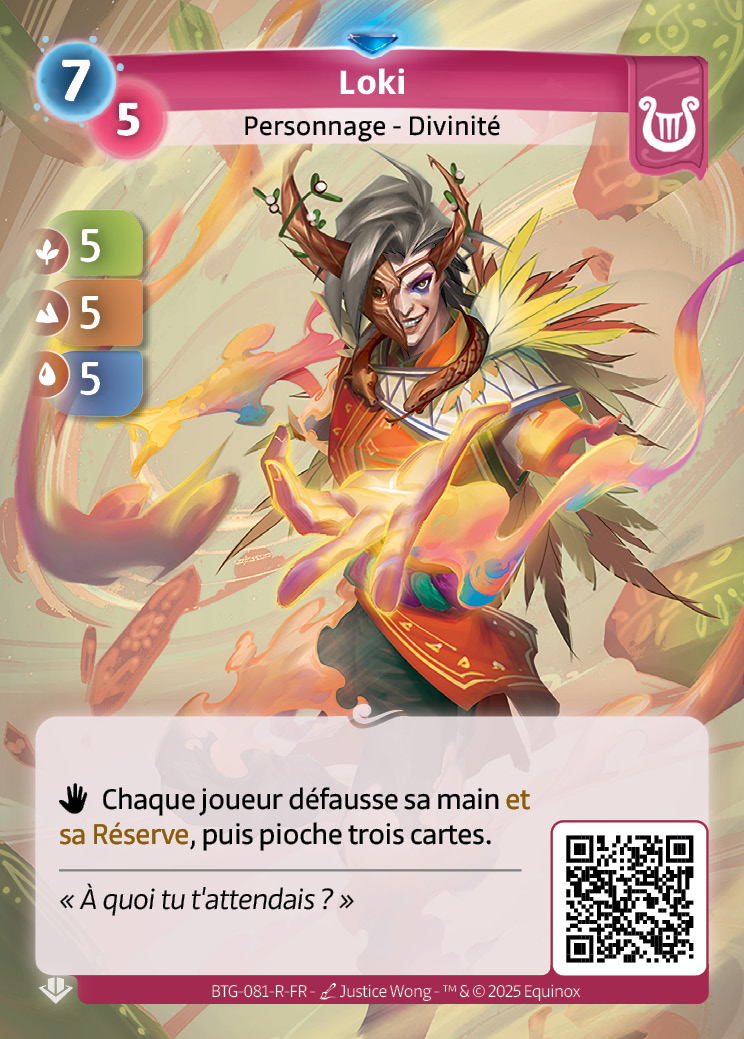 7
Loki
5
Personnage - Divinité
5
5
5
Chaque joueur défausse sa main et
sa Réserve, puis pioche trois cartes.
« À quoi tu t'attendais ? »
BTG-081-R-FR - Justice Wong - ™ & © 2025 Equinox